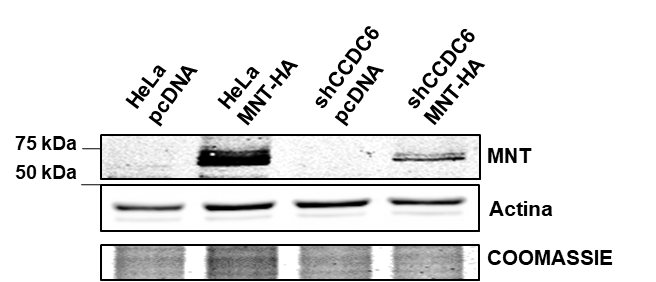 HeLa
pcDNA
HeLa
MNT-HA
shCCDC6
pcDNA
shCCDC6
MNT-HA
75 kDa
MNT
50 kDa
Actina
COOMASSIE